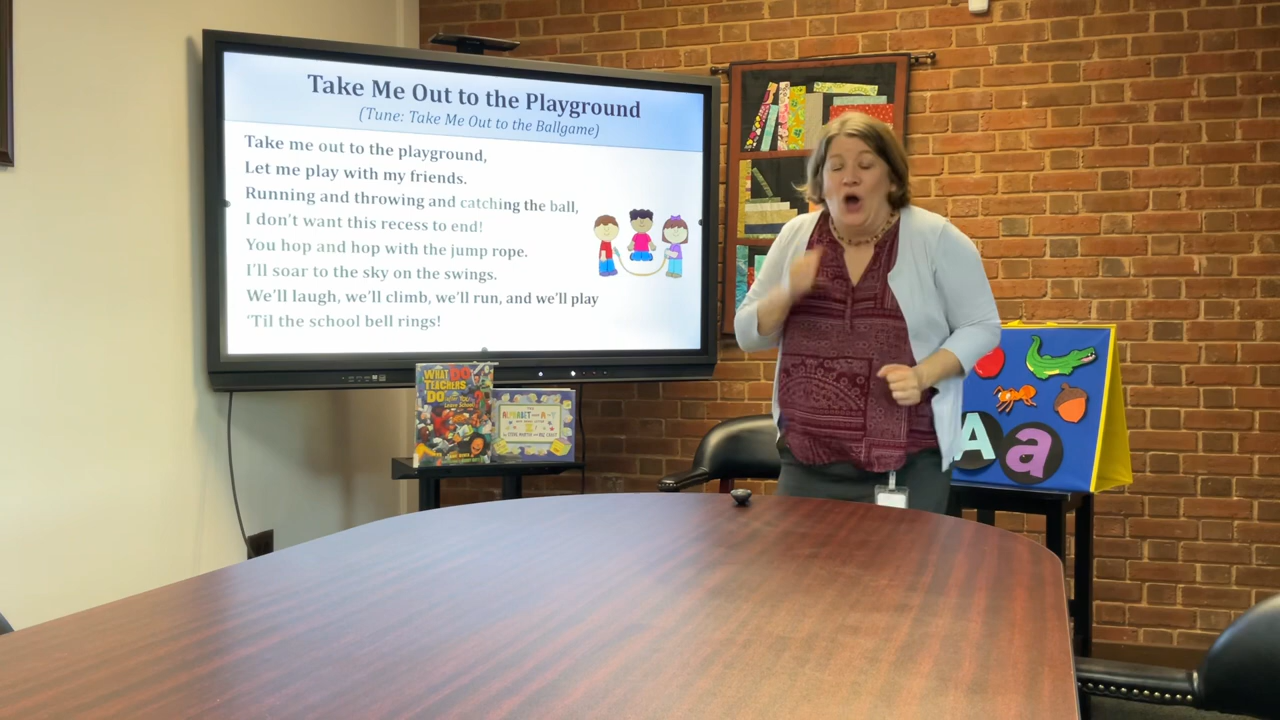 Take Me Out to the Playground
(Tune: Take Me Out to the Ballgame)
Take me out to the playground,
Let me play with my friends.
Running and throwing and catching the ball,
I don't want this recess to end!
You hop and hop with the jump rope.
I'll soar to the sky on the swings.
We'll laugh, we'll climb, we'll run, and we'll play
'Til the school bell rings!
WHAT DO
TEACHERS
DO
ALPHABET
A-Y
A a